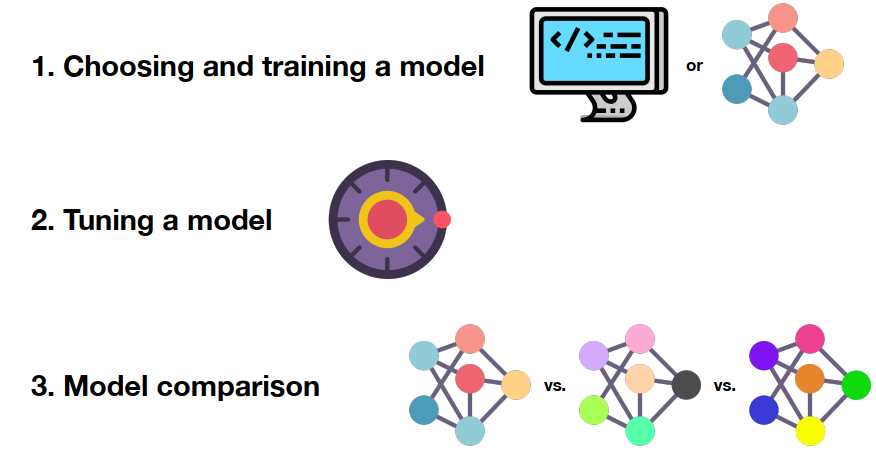 1. Choosing and training a model
</>
or
2. Tuning a model
3. Model comparison
vs.
vs.